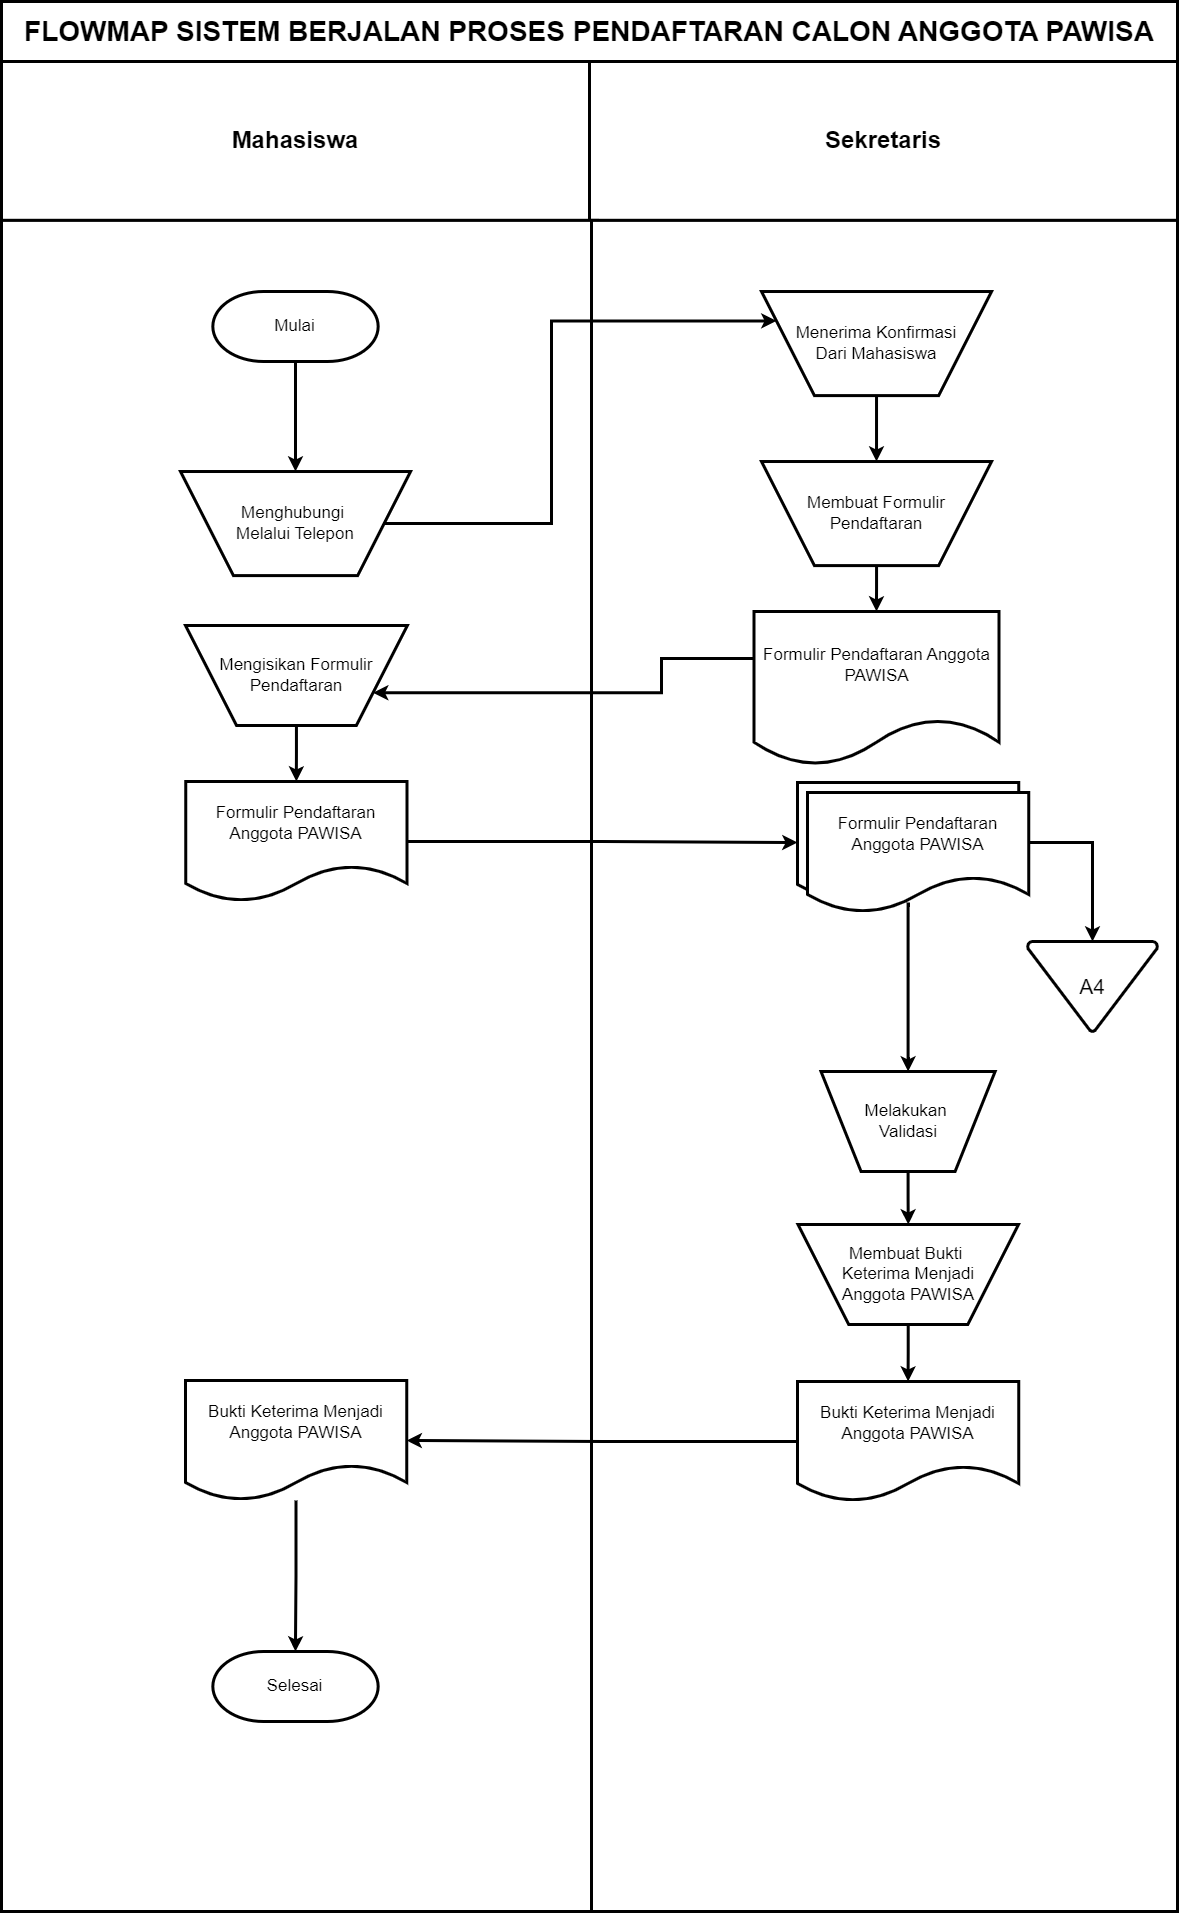 FLOWMAP SISTEM BERJALAN PROSES PENDAFTARAN CALON ANGGOTA PAWISA
Mahasiswa
Sekretaris
Mulai
Menerima Konfirmasi
Dari Mahasiswa
Menghubungi
Melalui Telepon
Membuat Formulir
Pendaftaran
Mengisikan Formulir
Pendaftaran
Formulir Pendaftaran Anggota
PAWISA
Formulir Pendaftaran
Anggota PAWISA
Formulir Pendaftaran
Anggota PAWISA
A4
Melakukan
Validasi
Membuat Bukti
Keterima Menjadi
Anggota PAWISA
Bukti Keterima Menjadi
Anggota PAWISA
Bukti Keterima Menjadi
Anggota PAWISA
Selesai